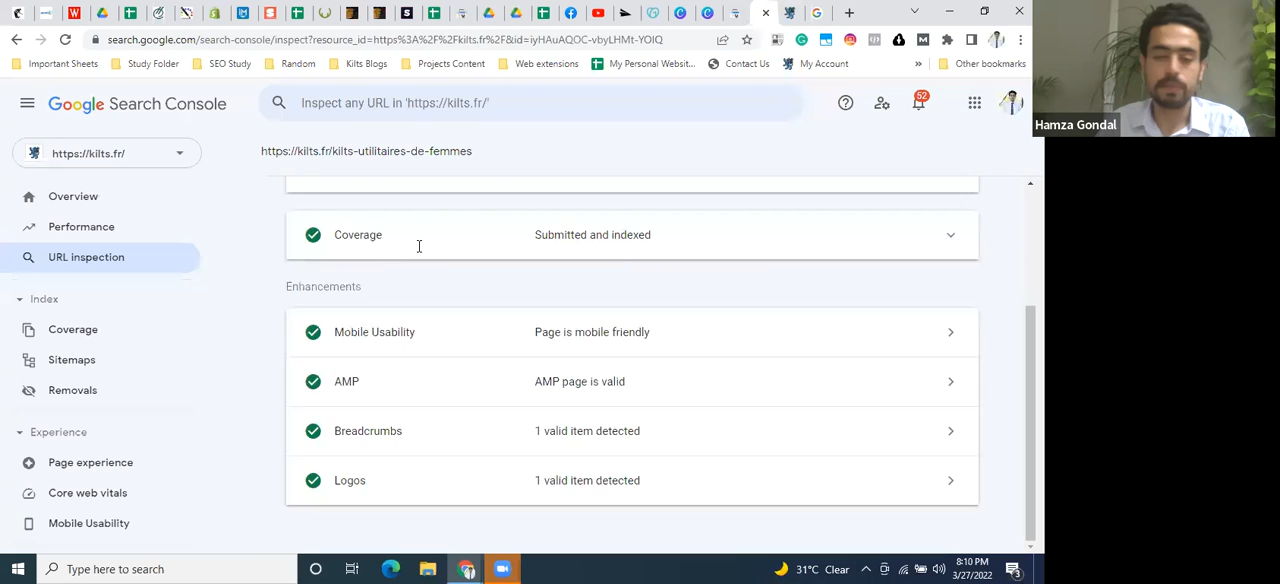 search.google.com/search-console/inspect?resource_id=https%3A%2F%2Fkilts.fr%2F&id=iyHAuAQOC-vbyLHMt-YOIQ
Important Sheets Study Folder SEO Study Random Kilts Blogs Projects Content Web extensions My Personal Websit... Contact Us My Account » Other bookmarks
Google Search Console
Inspect any URL in 'https://kilts.fr/'
52
Hamza Gondal
https://kilts.fr/
https://kilts.fr/kilts-utilitaires-de-femmes
Overview
Performance
URL inspection
Index
Coverage
Sitemaps
Removals
Experience
Page experience
Core web vitals
Mobile Usability
Coverage Submitted and indexed
Enhancements
Mobile Usability Page is mobile friendly
AMP AMP page is valid
Breadcrumbs 1 valid item detected
Logos 1 valid item detected
Type here to search
31°C Clear
8:10 PM
3/27/2022
3